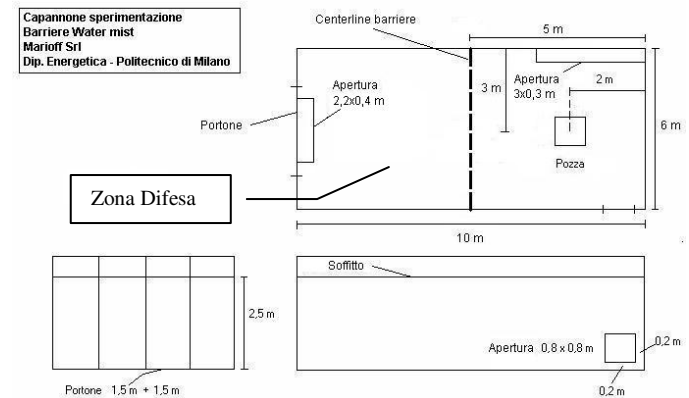 Capannone sperimentazione
Barriere Water mist
Marioff Srl
Dip. Energetica - Politecnico di Milano
Centerline barriere
5 m
Apertura
2,2x0,4 m
3 m
Apertura
3x0,3 m
2 m
Portone
6 m
Pozza
Zona Difesa
10 m
Soffitto
2,5 m
Apertura 0,8 x 0,8 m
0,2 m
Portone 1,5 m + 1,5 m
0,2 m